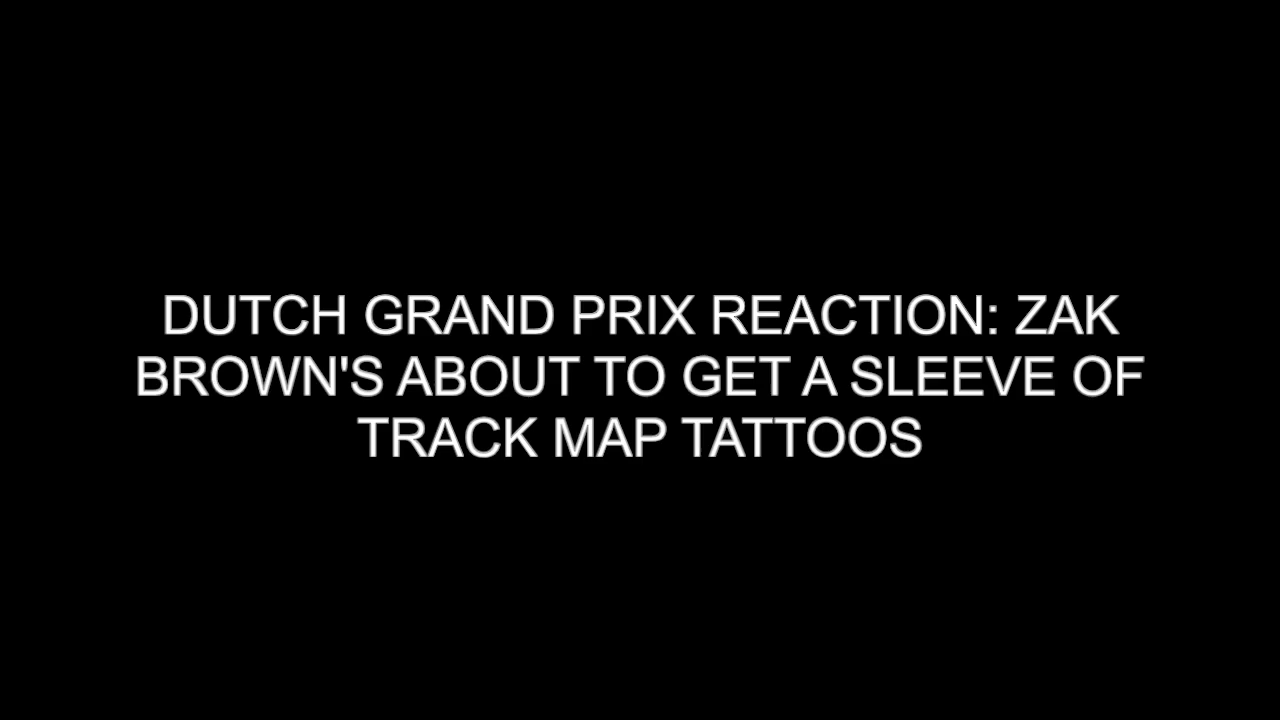 DUTCH GRAND PRIX REACTION: ZAK
BROWN'S ABOUT TO GET A SLEEVE OF
TRACK MAP TATTOOS